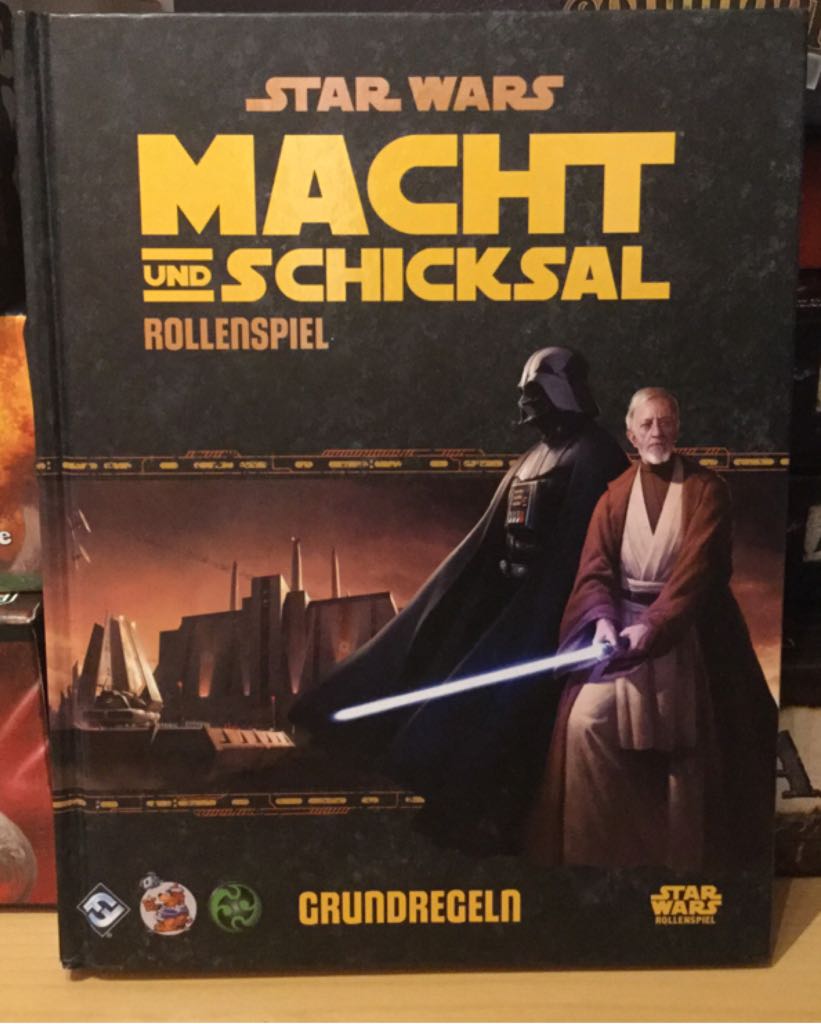 STAR WARS
MACHT
UND SCHICKSAL
ROLLENSPIEL
GRUNDREGELN
STAR
WARS
ROLLENSPIEL
e
A